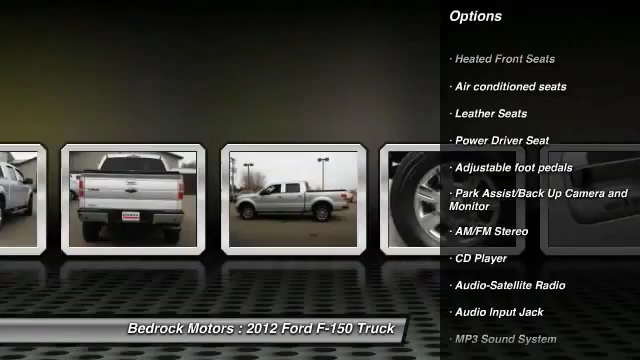 Options
· Heated Front Seats
· Air conditioned seats
· Leather Seats
· Power Driver Seat
· Adjustable foot pedals
· Park Assist/Back Up Camera and
Monitor
· AM/FM Stereo
· CD Player
· Audio-Satellite Radio
· Audio Input Jack
· MP3 Sound System
Bedrock Motors : 2012 Ford F-150 Truck